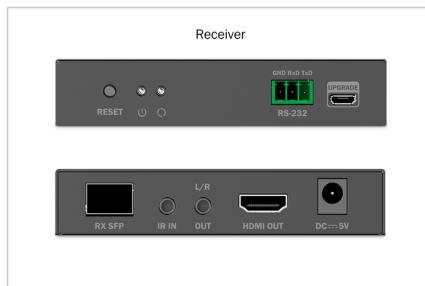 Receiver
GND RxD TxD
UPGRADE
RESET
RS-232
L/R
RX SFP
IR IN
OUT
HDMI OUT
DC⎓5V